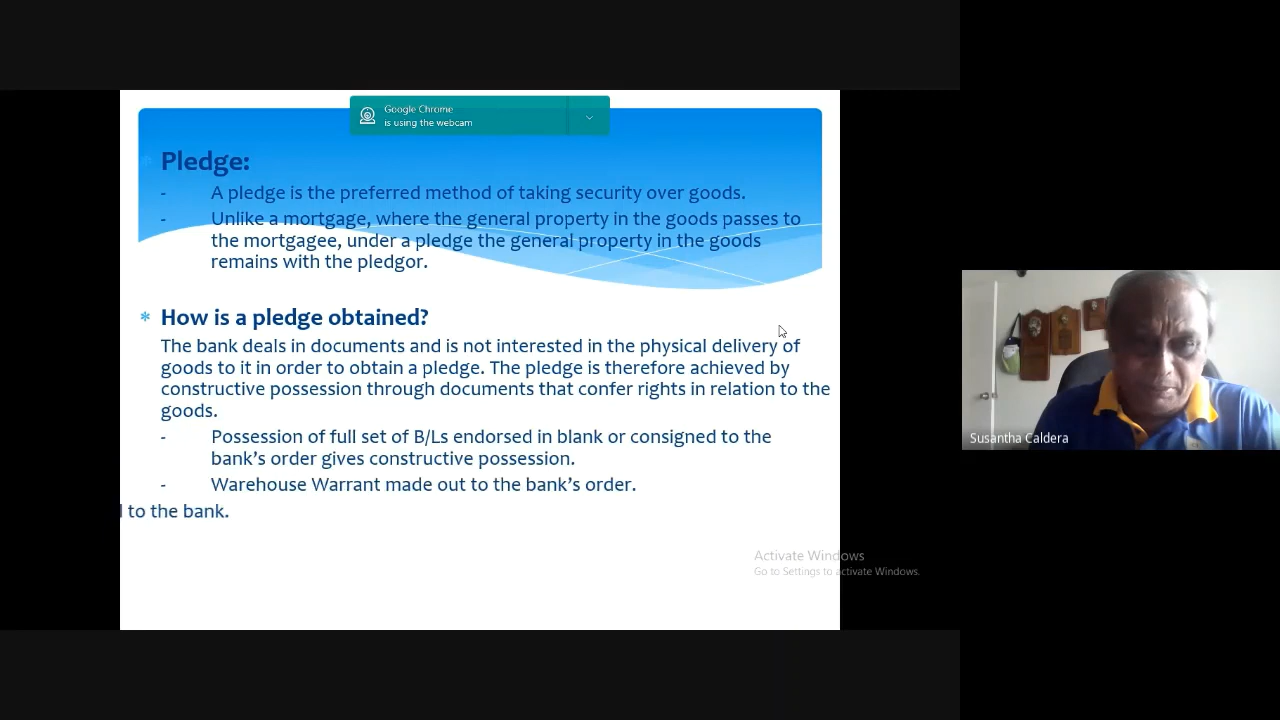 Google Chrome
is using the webcam
Pledge:
- A pledge is the preferred method of taking security over goods.
- Unlike a mortgage, where the general property in the goods passes to
the mortgagee, under a pledge the general property in the goods
remains with the pledgor.
* How is a pledge obtained?
The bank deals in documents and is not interested in the physical delivery of
goods to it in order to obtain a pledge. The pledge is therefore achieved by
constructive possession through documents that confer rights in relation to the
goods.
- Possession of full set of B/Ls endorsed in blank or consigned to the
bank’s order gives constructive possession.
- Warehouse Warrant made out to the bank’s order.
to the bank.
Activate Windows
Go to Settings to activate Windows.
Susantha Caldera